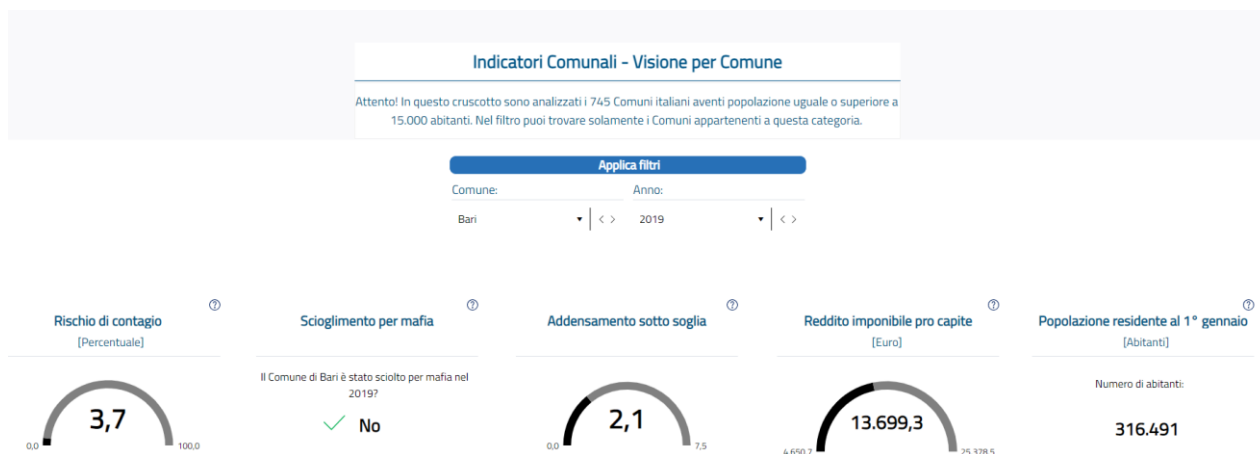 Indicatori Comunali - Visione per Comune
Attento! In questo cruscotto sono analizzati i 745 Comuni italiani aventi popolazione uguale o superiore a
15.000 abitanti. Nel filtro puoi trovare solamente i Comuni appartenenti a questa categoria.
Applica filtri
Comune:
Anno:
Bari
2019
Rischio di contagio
[Percentuale]
3,7
0,0
100,0
Scioglimento per mafia
Il Comune di Bari è stato sciolto per mafia nel
2019?
No
Addensamento sotto soglia
2,1
0,0
7,5
Reddito imponibile pro capite
[Euro]
13.699,3
4.650,7
25.378,5
Popolazione residente al 1° gennaio
[Abitanti]
Numero di abitanti:
316.491